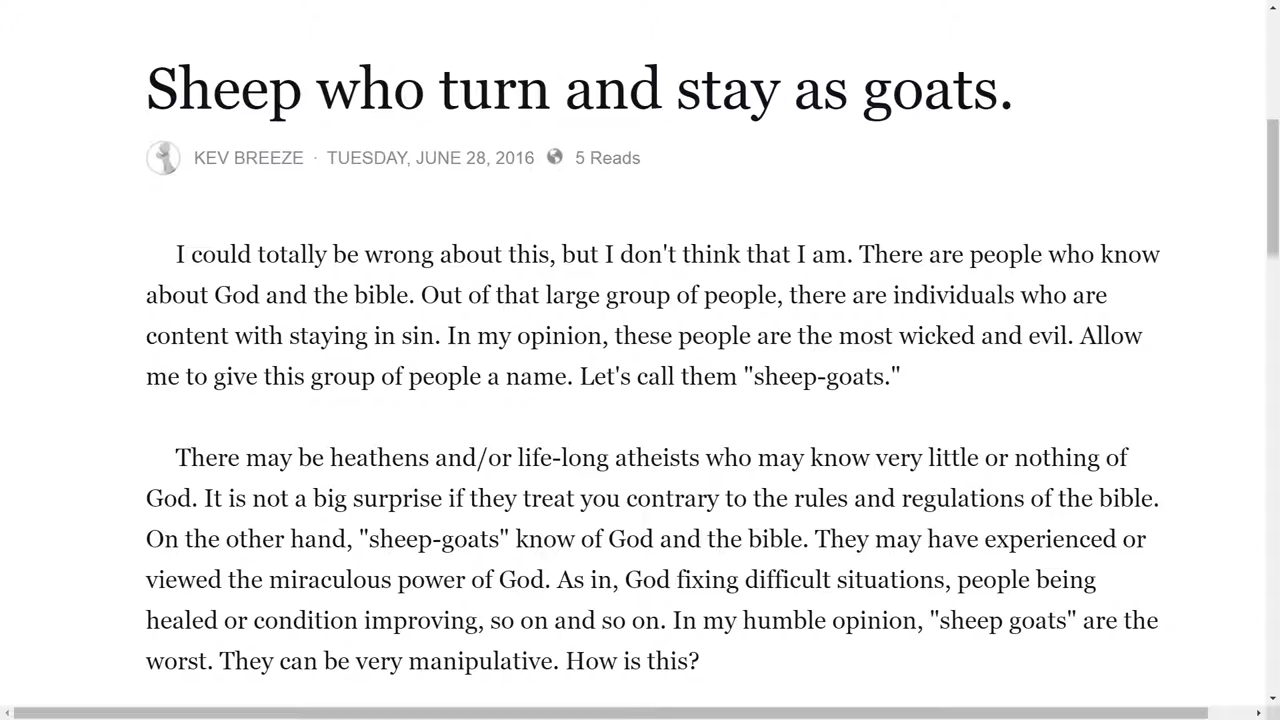 Sheep who turn and stay as goats.
KEV BREEZE · TUESDAY, JUNE 28, 2016 5 Reads
I could totally be wrong about this, but I don't think that I am. There are people who know
about God and the bible. Out of that large group of people, there are individuals who are
content with staying in sin. In my opinion, these people are the most wicked and evil. Allow
me to give this group of people a name. Let's call them "sheep-goats."
There may be heathens and/or life-long atheists who may know very little or nothing of
God. It is not a big surprise if they treat you contrary to the rules and regulations of the bible.
On the other hand, "sheep-goats" know of God and the bible. They may have experienced or
viewed the miraculous power of God. As in, God fixing difficult situations, people being
healed or condition improving, so on and so on. In my humble opinion, "sheep goats" are the
worst. They can be very manipulative. How is this?